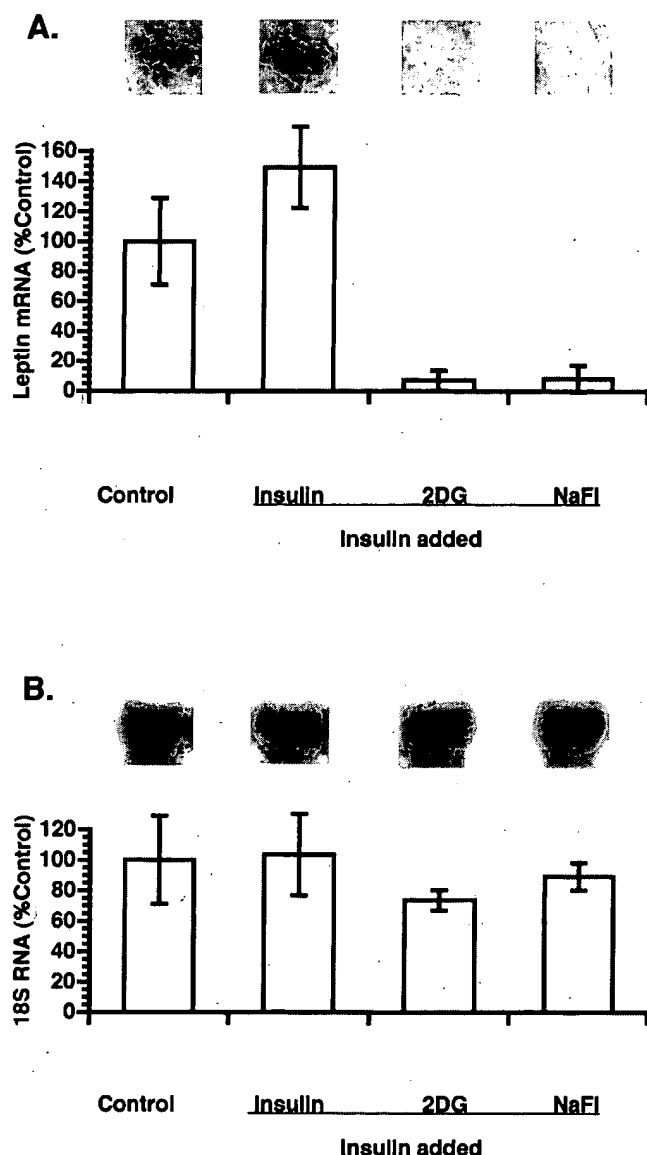 A.
Leptin mRNA (%Control)
160
140
120
100
80
60
40
20
0
Control Insulin 2DG NaFl
Insulin added
B.
18S RNA (%Control)
120
100
80
60
40
20
0
Control Insulin 2DG NaFl
Insulin added